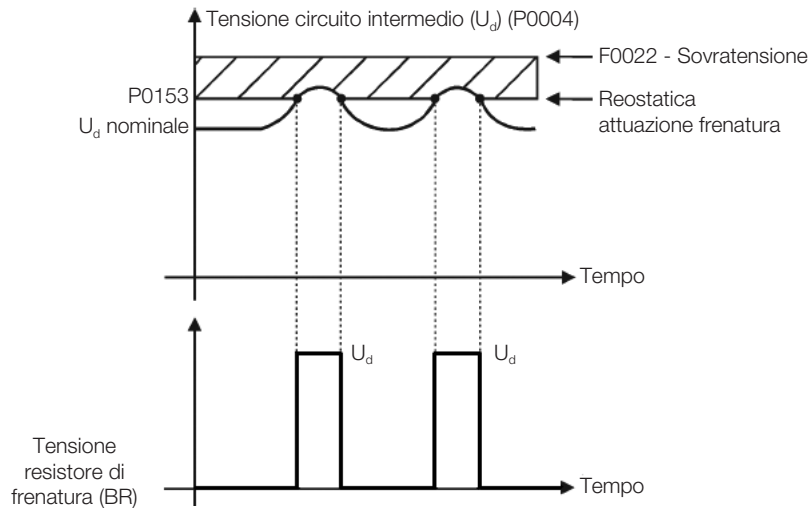 Tensione circuito intermedio (Ud) (P0004)
F0022 - Sovratensione
P0153
Reostatica
attuazione frenatura
Ud nominale
Tempo
Ud
Ud
Tensione
resistore di
frenatura (BR)
Tempo